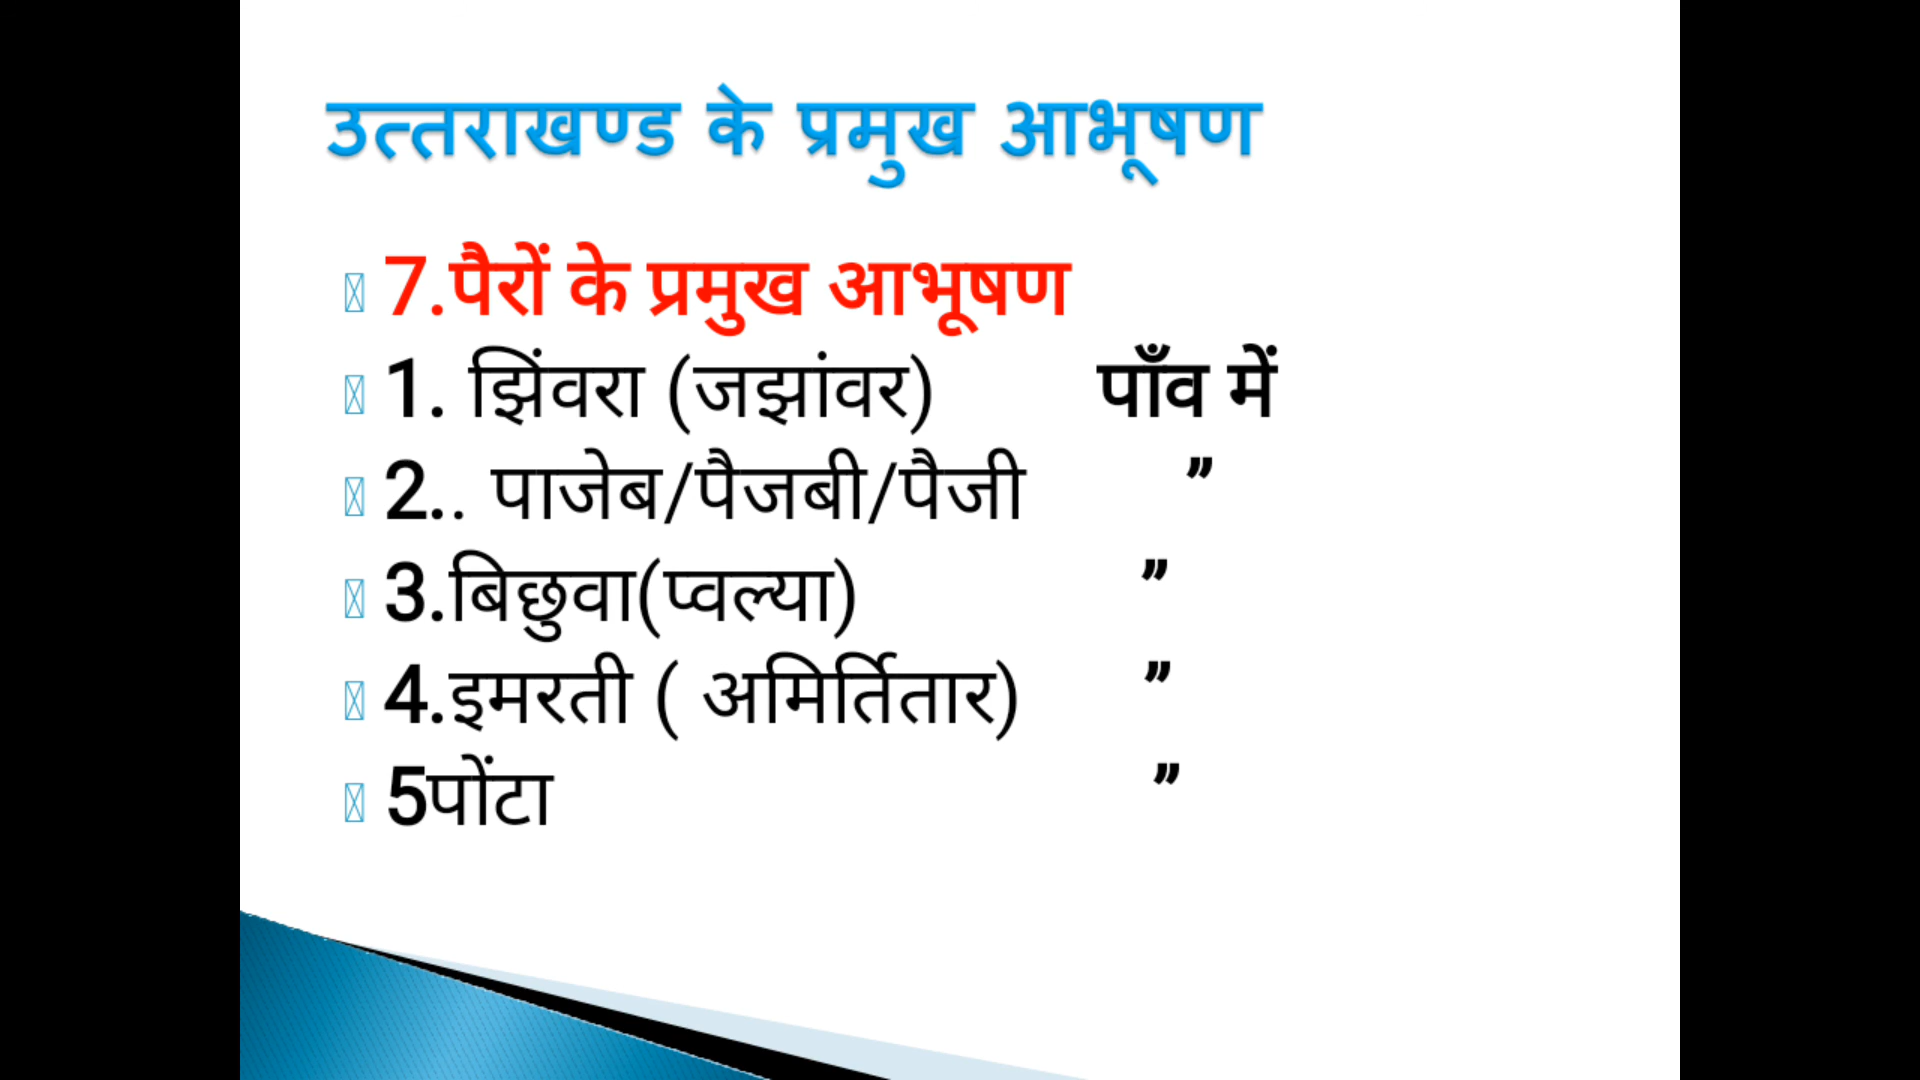 उत्तराखण्ड के प्रमुख आभूषण
7.पैरों के प्रमुख आभूषण
1. झिंवरा (जझांवर) पाँव में
2.. पाजेब/पैजबी/पैजी ”
3.बिछुवा(प्वल्या) ”
4.इमरती ( अमिर्तितार) ”
5पोंटा ”